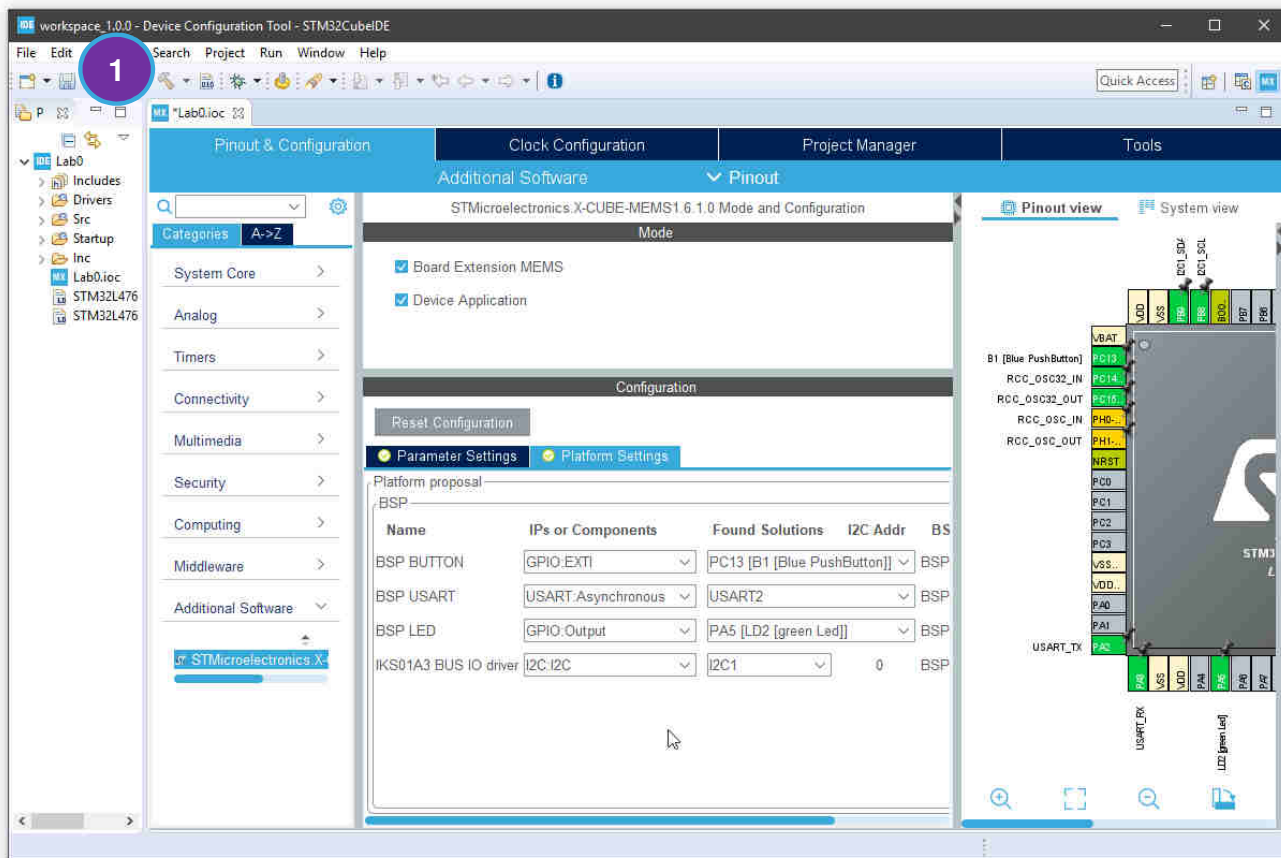 IDE workspace_1.0.0 - Device Configuration Tool - STM32CubeIDE
File Edit Search Project Run Window Help
1
Quick Access
MX
P
MX *Lab0.ioc
Pinout & Configuration Clock Configuration Project Manager Tools
Additional Software Pinout
IDE Lab0
Includes
Drivers
Src
Startup
Inc
MX Lab0.ioc
STM32L476
STM32L476
Categories A->Z
System Core
Analog
Timers
Connectivity
Multimedia
Security
Computing
Middleware
Additional Software
STMicroelectronics.X-
STMicroelectronics.X-CUBE-MEMS1.6.1.0 Mode and Configuration
Mode
Board Extension MEMS
Device Application
Configuration
Reset Configuration
Parameter Settings Platform Settings
Platform proposal
BSP
Name IPs or Components Found Solutions I2C Addr BS
BSP BUTTON GPIO:EXTI PC13 [B1 [Blue PushButton]] BSP
BSP USART USART:Asynchronous USART2 BSP
BSP LED GPIO:Output PA5 [LD2 [green Led]] BSP
IKS01A3 BUS IO driver I2C:I2C I2C1 0 BSP
Pinout view System view
I2C1_SDA
I2C1_SCL
VDD VSS PB9 PB8 BOO.. PB7 PB6
VBAT
B1 [Blue PushButton] PC13
RCC_OSC32_IN PC14..
RCC_OSC32_OUT PC15..
RCC_OSC_IN PH0-..
RCC_OSC_OUT PH1-..
NRST
PC0
PC1
PC2
PC3
VSS..
VDD..
PA0
PA1
USART_TX PA2
STM3
L
PA3 VSS VDD PA4 PA5 PA6 PA7
USART_RX
LD2 [green Led]